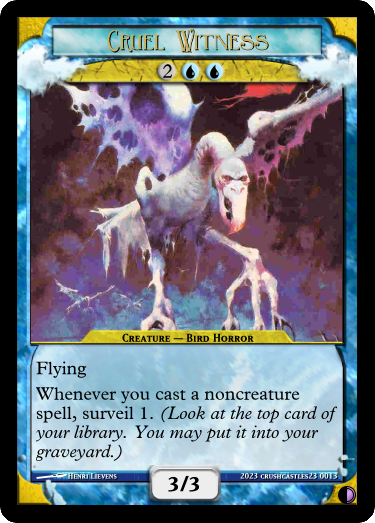 Cruel Witness
2
Creature — Bird Horror
Flying
Whenever you cast a noncreature
spell, surveil 1. (Look at the top card of
your library. You may put it into your
graveyard.)
Henri Lievens
2023 crushcastles23 0013
3/3